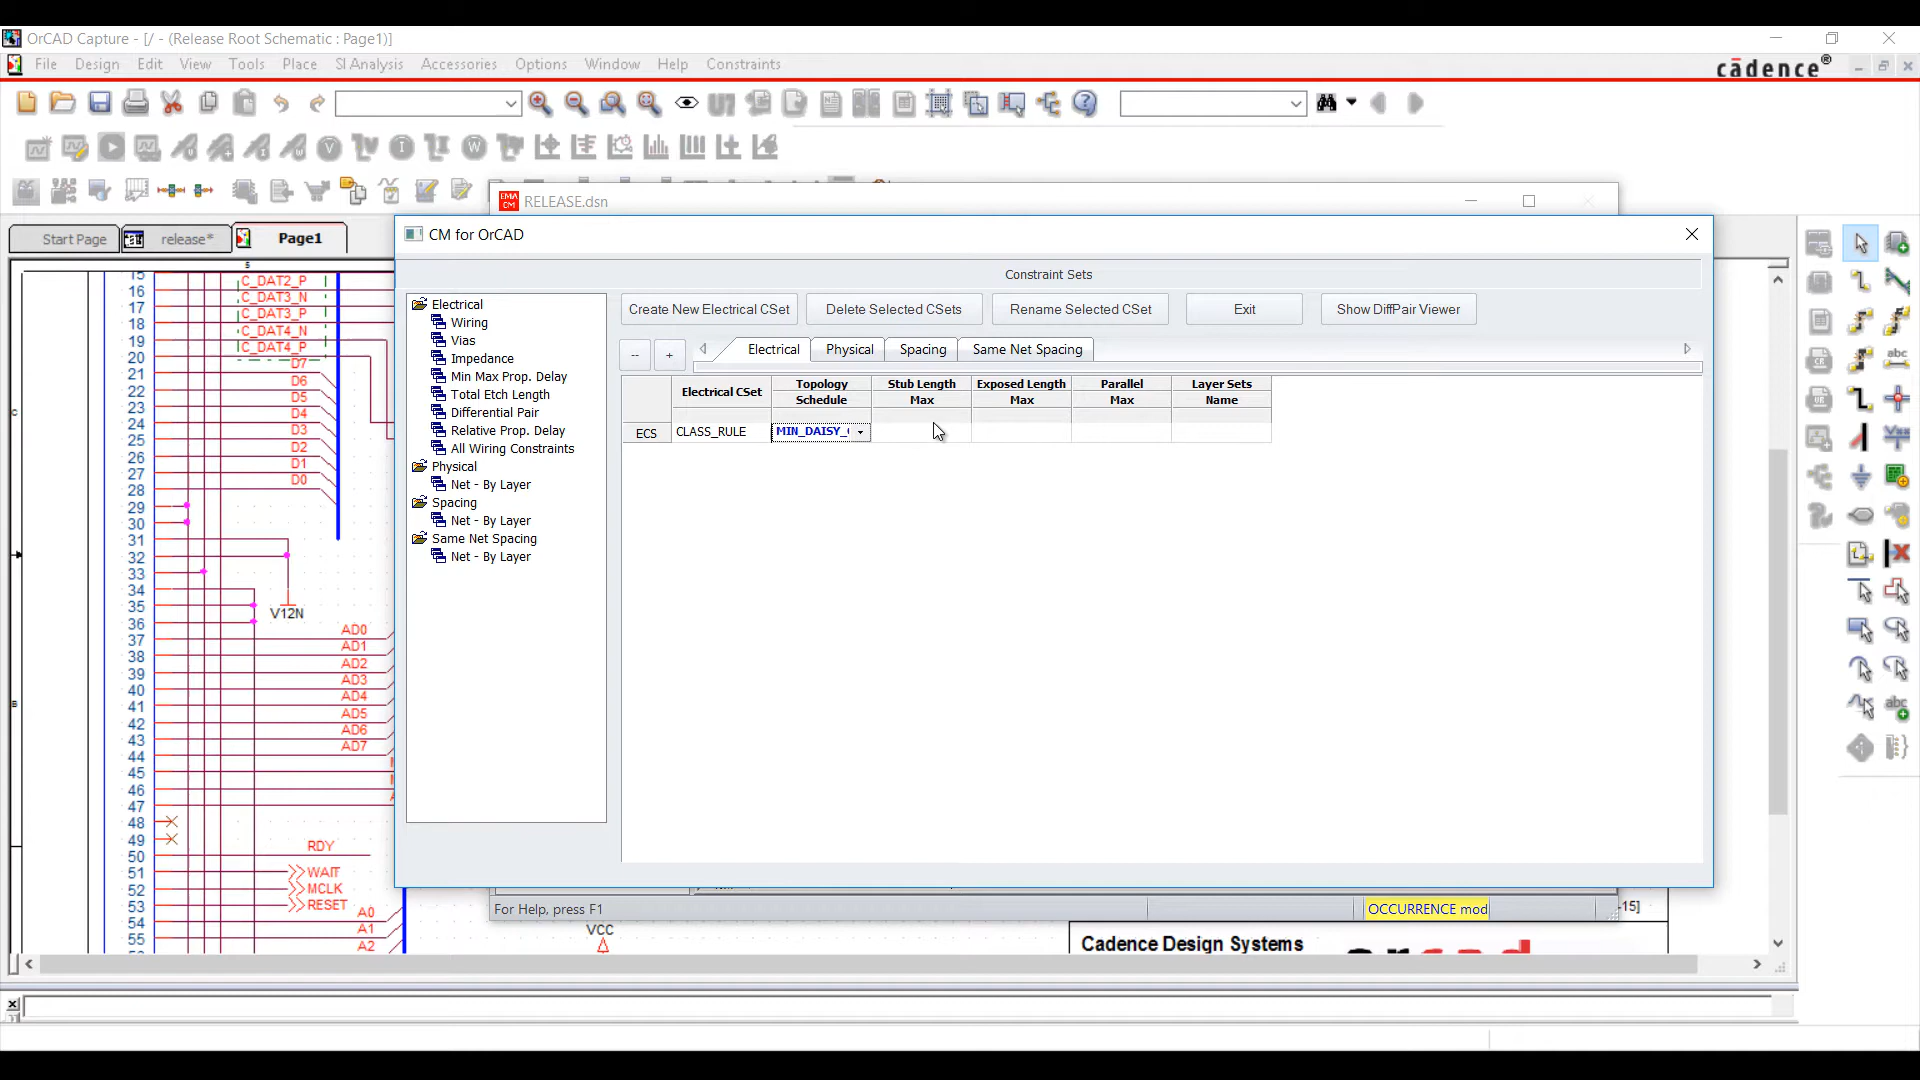 OrCAD Capture - [/ - (Release Root Schematic : Page1)]
File Design Edit View Tools Place SI Analysis Accessories Options Window Help Constraints
cādence®
RELEASE.dsn
Start Page release* Page1
CM for OrCAD
Constraint Sets
Create New Electrical CSet Delete Selected CSets Rename Selected CSet Exit Show DiffPair Viewer
-- + Electrical Physical Spacing Same Net Spacing
Electrical
Wiring
Vias
Impedance
Min Max Prop. Delay
Total Etch Length
Differential Pair
Relative Prop. Delay
All Wiring Constraints
Physical
Net - By Layer
Spacing
Net - By Layer
Same Net Spacing
Net - By Layer
Electrical CSet
Topology Stub Length Exposed Length Parallel Layer Sets
Schedule Max Max Max Name
ECS CLASS_RULE MIN_DAISY_
5
C
B
15 C_DAT2_P
16 C_DAT3_N
17 C_DAT3_P
18 C_DAT4_N
19 C_DAT4_P
20 D7
21 D6
22 D5
23 D4
24 D3
25 D2
26 D1
27 D0
28
29
30
31
32
33
34
35
36
V12N
37 AD0
38 AD1
39 AD2
40 AD3
41 AD4
42 AD5
43 AD6
44 AD7
45
46
47
48
49
50 RDY
51 WAIT
52 MCLK
53 RESET
54 A0
55 A1
A2
For Help, press F1
OCCURRENCE mod
-15]
VCC
Cadence Design Systems